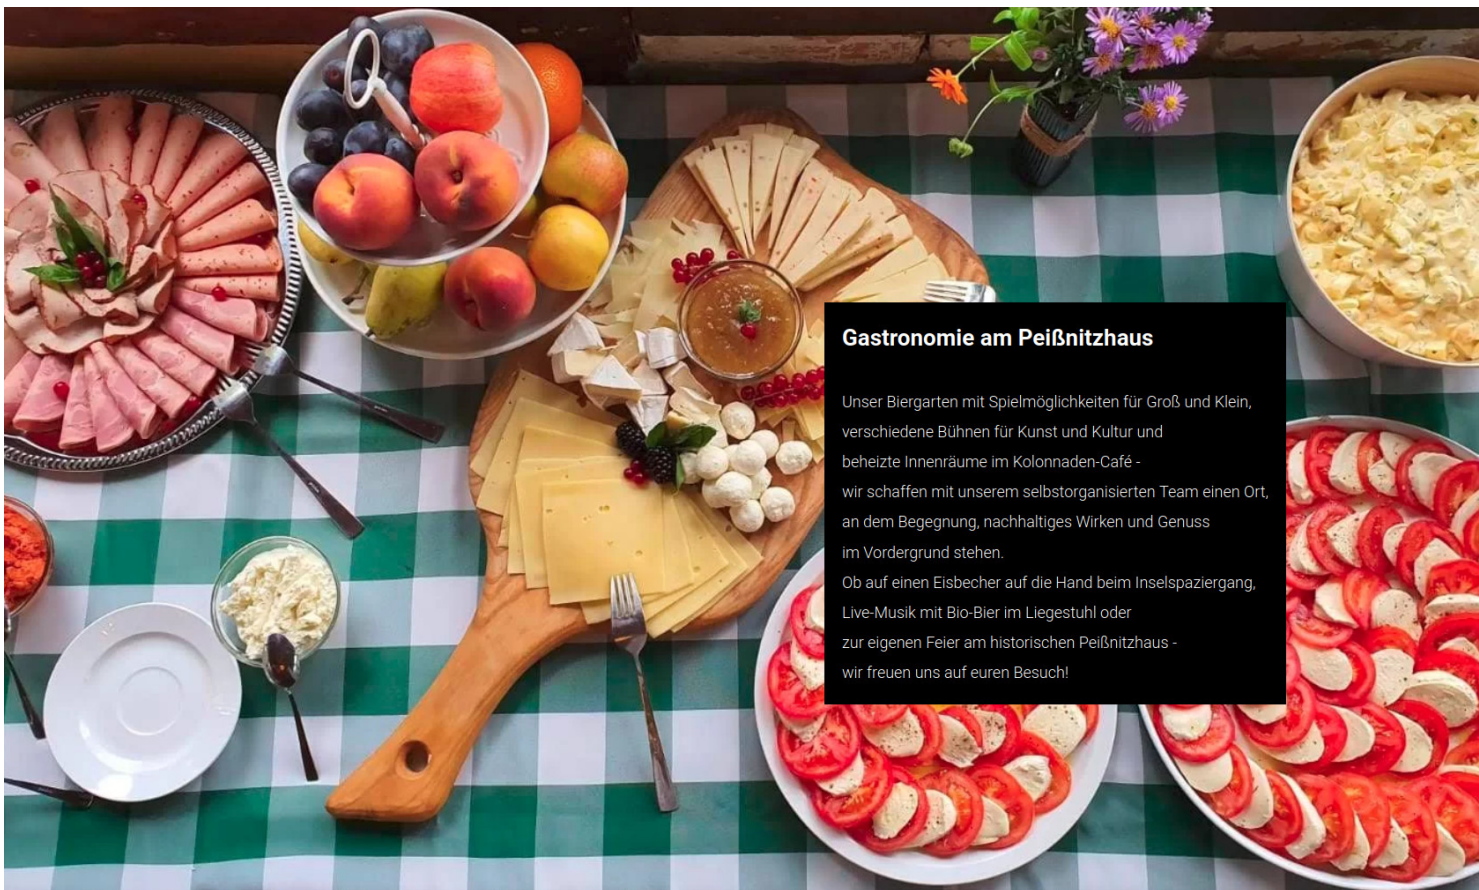 Gastronomie am Peißnitzhaus
Unser Biergarten mit Spielmöglichkeiten für Groß und Klein,
verschiedene Bühnen für Kunst und Kultur und
beheizte Innenräume im Kolonnaden-Café -
wir schaffen mit unserem selbstorganisierten Team einen Ort,
an dem Begegnung, nachhaltiges Wirken und Genuss
im Vordergrund stehen.
Ob auf einen Eisbecher auf die Hand beim Inselspaziergang,
Live-Musik mit Bio-Bier im Liegestuhl oder
zur eigenen Feier am historischen Peißnitzhaus -
wir freuen uns auf euren Besuch!